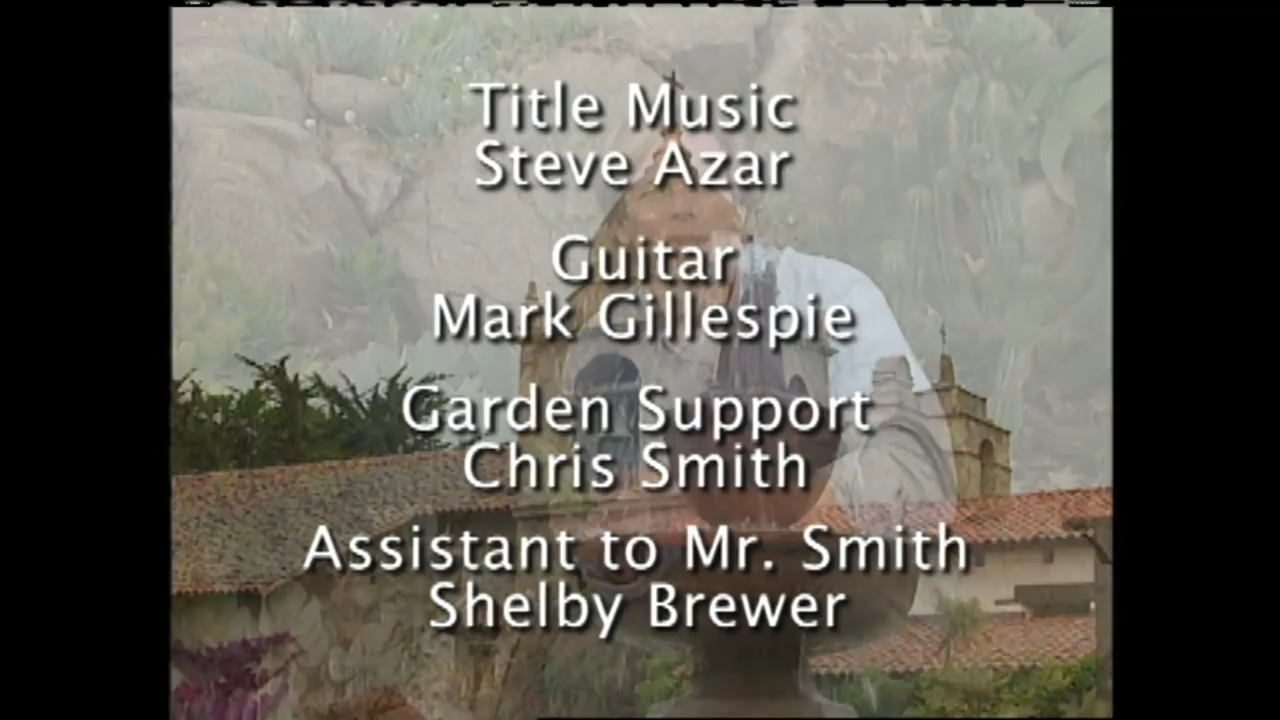 Title Music
Steve Azar
Guitar
Mark Gillespie
Garden Support
Chris Smith
Assistant to Mr. Smith
Shelby Brewer